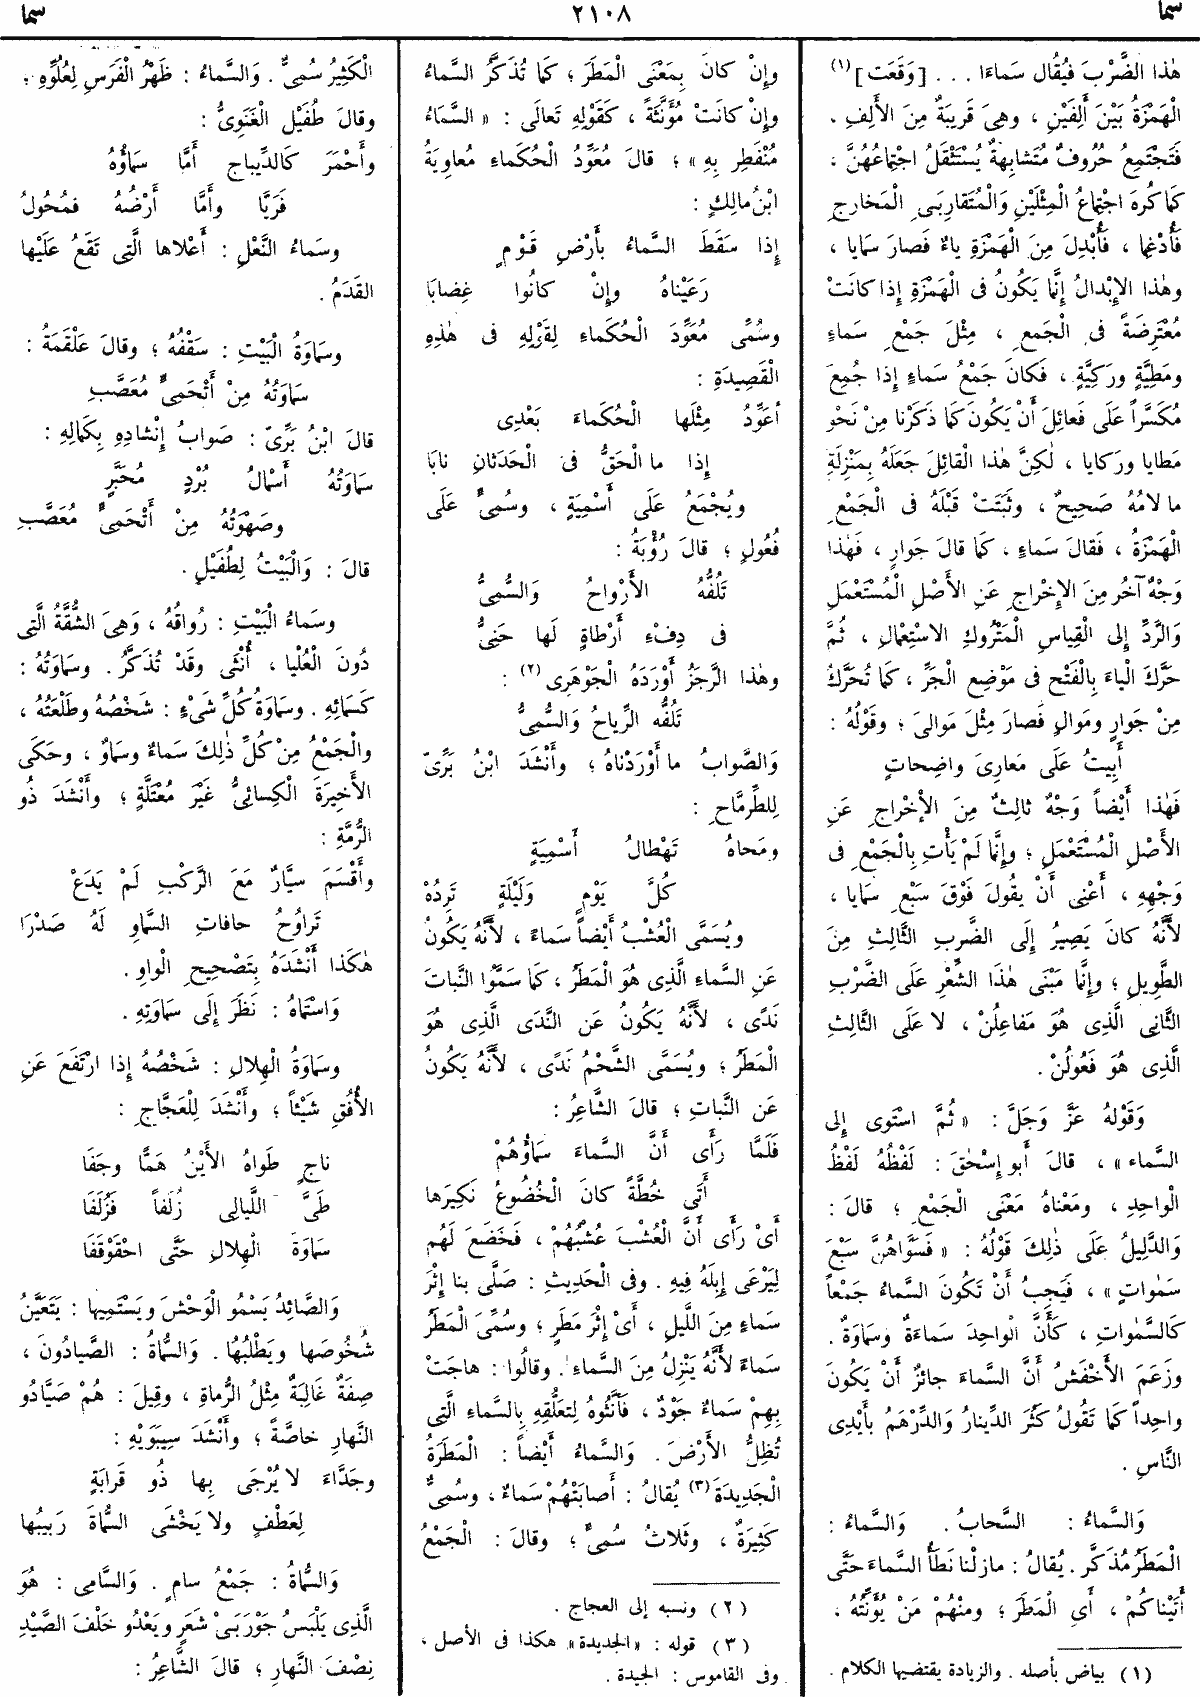 سما
٢١٠٨
سما
هٰذا الضَّرْبَ فَيُقَال سَماءَا . . . [وَقَعَت] (١)
الْهَمْزَةُ بَيْنَ أَلِفَيْنِ ، وهِىَ قَرِيبَةٌ مِنَ الأَلِفِ .
فَتَجْتَمِعُ حُرُوفٌ مُتَشابِهةٌ يُسْتَثْقَلُ اجْتِماعُهُنَّ ،
كَما كُرِهَ اجْتِماعُ الْمِثْلَيْنِ وَالْمُتَقارِبَىِ الْمَخارِجِ
فَأُدْغِما ، فَأُبْدِلَ مِنَ الْهَمْزَةِ ياءٌ فَصارَ سَمايا ،
وهٰذا الإِبْدالُ إِنَّما يَكُونُ فى الْهَمْزَةِ إِذا كانَتْ
مُعْتَرِضَةً فى الْجَمعِ ، مِثْلَ جَمْعِ سَماءٍ
ومَطِيَّةٍ ورَكِيَّةٍ ، فَكانَ جَمْعُ سَماءٍ إِذا جُمِعَ
مُكَسَّراً عَلَى فَعائِلَ أَنْ يَكُونَ كَما ذَكَرْنا مِنْ نَحْوِ
مَطايا ورَكايا ، لٰكِنَّ هٰذا الْقائِلَ جَعَلَهُ بِمَنْزِلَةِ
ما لامُهُ صَحِيحٌ ، وثَبَتَتْ قَبْلَهُ فى الْجَمْعِ
الْهَمْزَةُ ، فَقالَ سَماءٍ ، كَما قالَ جَوارٍ ، فَهٰذا
وَجْهٌ آخَرُ مِنَ الإِخْراجِ عَنِ الأَصْلِ الْمُسْتَعْمَلِ
وَالرَّدِّ إِلى الْقِياسِ الْمَتْرُوكِ الاسْتِعْمالِ ، ثُمَّ
حَرَّكَ الْياءَ بِالْفَتْحِ فى مَوْضِعِ الْجَرِّ ، كَما تُحَرَّكُ
مِنْ جَوارٍ ومَوالٍ فَصارَ مِثْلَ مَوالىَ ؛ وقَوْلُهُ :
أَبِيتُ عَلَى مَعارِىَ واضِحاتٍ
فَهٰذا أَيْضاً وَجْهٌ ثالِثٌ مِنَ الأِخْراجِ عَنِ
الأَصْلِ الْمُسْتَعْمَلِ ؛ وإِنَّما لَمْ يَأْتِ بِالْجَمْعِ فى
وَجْهِهِ ، أَعْنِى أَنْ يقُولَ فَوْقَ سَبْعِ سَمايا ،
لأَنَّهُ كانَ يَصِيرُ إِلَى الضَّرِبِ الثَّالِثِ مِنَ
الطَّوِيلِ ؛ وإِنَّما مَبْنَى هٰذَا الشِّعْرِ عَلَى الضَّرْبِ
الثَّانِى الَّذِى هُوَ مَفاعِلُنْ ، لا عَلَى الثَّالِثِ
الَّذِى هُوَ فَعُولُنْ .
وَقَوْلهُ عَزَّ وَجَلَّ : « ثُمَّ اسْتَوى إِلى
السَّماء » ، قالَ أَبو إِسْحٰقَ : لَفْظُهُ لَفْظُ
الْواحِدِ ، ومَعْناهُ مَعْنَى الْجَمْعِ ؛ قالَ :
وَالدَّلِيلُ عَلَى ذٰلِكَ قَوْلُهُ : « فَسَوَّاهُنَّ سَبْعَ
سَمٰواتٍ » ، فَيَجِبُ أَنْ تَكُونَ السَّماءُ جَمْعاً
كَالسَّمٰواتِ ، كَأَنَّ الْواحِدَ سَماءَةٌ وسَماوَةٌ .
وزَعَمَ الأَخْفَشُ أَنَّ السَّماءَ جائزٌ أَنْ يَكُونَ
واحِداً كَما تَقُولُ كَثُرَ الدِّينارُ وَالدِّرْهَمُ بأَيْدِى
النَّاسِ .
وَالسَّماءُ : السَّحابُ . وَالسَّماءُ :
الْمَطَرُ مُذَكَّر . يُقالُ : مازِلْنا نَطَأُ السَّماءَ حَتَّى
أَتَيْناكُمْ ، أَىِ الْمَطَرَ ؛ ومنْهُمْ مَنْ يُؤَنِّثُهُ ،
(١) بياض بأصله . والزيادة يقتضيها الكلام .
وإِنْ كانَ بِمَعْنَى الْمَطَرِ ؛ كَما تُذَكَّرُ السَّماءُ
وإِنْ كانَتْ مُؤَنَّثَةً ، كَقَوْلِهِ تَعالَى : « السَّماءُ
مُنْفَطِر بِهِ » ؛ قالَ مُعَوِّدُ الْحُكَماءِ مُعاوِيَةُ
ابْنُ مالِكٍ :
إِذا سَقَطَ السَّماءُ بأَرْضِ قَوْمٍ
رَعَيْناهُ وإِنْ كانُوا غِضابَا
وسُمِّى مُعَوِّدَ الْحُكَماءِ لِقَوْلِهِ فى هٰذِهِ
الْقَصِيدَةِ :
أُعَوِّدُ مِثْلَها الْحُكَماءَ بَعْدِى
إِذا ما الْحَقُّ فى الْحَدَثانِ نابَا
ويُجْمَعُ عَلَى أَسْمِيَةٍ ، وسُمِىٍّ عَلَى
فُعُولٍ ؛ قالَ رُؤْبَةُ :
تَلُفُّهُ الأَرْواحُ وَالسُّمِىُّ
فى دِفْءِ أَرْطاةٍ لَها حَنِىُّ
وهٰذا الرَّجَزُ أَوْرَدَهُ الْجَوْهَرِى (٢) :
تَلُفُّه الرِّياحُ وَالسُّمِىُّ
وَالصَّوابُ ما أَوْرَدْناهُ ؛ وأَنْشَدَ ابْنُ بَرِّىّ
لِلطِّرِمَّاحِ :
ومَحاهُ تَهْطالُ أَسْمِيَةٍ
كُلَّ يَوْمٍ وَلَيْلَةٍ تَرِدُهْ
ويُسَمَّى الْعُشْبُ أَيْضاً سَماءً ، لأَنَّهُ يَكُونُ
عَنِ السَّماءِ الَّذِى هُوَ الْمَطَرُ ، كَما سَمَّوُا النَّباتَ
نَدًى ، لأَنَّهُ يَكُونُ عَنِ النَّدَى الَّذِى هُوَ
الْمَطَرُ ؛ ويُسَمَّى الشَّحْمُ نَدًى ، لأَنَّهُ يَكُونُ
عَنِ النَّباتِ ؛ قالَ الشَّاعِرُ :
فَلَمَّا رَأَى أَنَّ السَّماءَ سَماؤُهُمْ
أَتَى خُطَّةً كانَ الْخُضُوعُ نَكِيرَها
أَىْ رَأَى أَنَّ الْعُشْبَ عُشْبُهُمْ ، فَخَضَعَ لَهُم
لِيَرْعَى إِبِلَهُ فِيهِ . وفى الْحَدِيثِ : صَلَّى بنا إِثْرَ
سَماءٍ مِنَ اللَّيلِ ، أَىْ إِثْرَ مَطَرٍ ؛ وسُمِّىَ الْمَطَرُ
سَماءً لأَنَّهُ يَنْزِلُ مِنَ السَّماءِ . وقالُوا : هاجَتْ
بِهِمْ سَماءٌ جَوْدٌ ، فَأَنَّثُوهُ لِتعَلُّقِهِ بِالسَّماءِ الَّتِى
تُظِلُّ الأَرْضَ . وَالسَّماءُ أَيْضاً : الْمَطَرَةُ
الْجَدِيدَةَ (٣) يُقالُ : أَصابَتْهُمْ سَماءٌ ، وسُمِىٌّ
كَثِيرَةٌ ، وثَلاثُ سُمِىٍّ ؛ وقالَ : الْجَمْعُ
(٢) ونسبه إلى العجاج .
(٣) قوله : «الجديدة» هكذا فى الأصل ،
وفى القاموس : الجيدة .
الْكَثِيرُ سُمِىٌّ . وَالسَّماءُ : ظَهْرُ الْفَرَسِ لِعُلُوِّهِ ؛
وقالَ طُفَيْل الْغَنَوِىُّ :
وأَحْمَرَ كَالدِّيباجِ أَمَّا سَماؤُهُ
فَرَيَّا وأَمَّا أَرْضُهُ فمُحُولُ
وسَماءُ النَّعْلِ : أَعْلاها الَّتِى تَقَعُ عَلَيْها
القَدَمُ .
وسَماوَةُ الْبَيْتِ : سَقْفُهُ ؛ وقالَ عَلْقَمَةُ :
سَماوَتُهُ مِنْ أَتْحَمِىٍّ مُعَصَّبِ
قالَ ابْنُ بَرِّىّ : صَوابُ إِنْشادِهِ بِكَمالِهِ :
سَماوَتُهُ أَسْمالُ بُرْدٍ مُحَبَّرٍ
وصَهْوَتُهُ مِنْ أَتْحَمِىٍّ مُعَصَّبِ
قالَ : وَالْبَيْتُ لِطُفَيْلٍ .
وسَماءُ الْبَيْتِ : رُواقُهُ ، وَهِىَ الشُّقَّةُ الَّتِى
دُونَ الْعُلْيا ، أُنْثَى وقَدْ تُذَكَّرُ . وسَماوَتُهُ :
كَسَمائِهِ . وسَماوَةُ كُلِّ شَىْءٍ : شَخْصُهُ وطَلْعَتُهُ ،
والْجَمْعُ مِنْ كُلِّ ذٰلِكَ سَماءٌ وسَماوٌ ، وحَكَى
الأَخِيرَةَ الْكِسائِىُّ غَيْرَ مُعْتَلَّةٍ ؛ وأَنْشَدَ ذُو
الرُّمَّةِ :
وأَقْسَمَ سيَّارٌ مَعَ الرَّكْبِ لَمْ يَدَعْ
تَراوُحُ حافاتِ السَّماوِ لَهُ صَدْرَا
هٰكَذا أَنْشَدَهُ بِتَصْحِيحِ الْواوِ .
وَاسْتَماهُ : نَظَرَ إِلَى سَماوَتِهِ .
وسَماوَةُ الْهِلالِ : شَخْصُهُ إِذا ارْتَفَعَ عَنِ
الأُفُقِ شَيْئاً ؛ وأَنْشَدَ لِلْعَجَّاجِ :
ناجٍ طَواهُ الأَيْنُ هَمًّا وجَفَا
طَىَّ اللَّيالِى زُلَفاً فَزُلَفَا
سَماوَةَ الْهِلالِ حَتَّى احْقَوْقَفَا
وَالصَّائِدُ يَسْمُو الْوَحْشَ ويَسْتَمِيها : يَتَعَيَّنُ
شُخُوصَها ويَطْلُبُهُا . وَالسُّماةُ : الصَّيادُونَ ،
صِفَةٌ غالِبَةٌ مِثْلُ الرُّماةِ ، وقِيلَ : هُمْ صَيَّادُو
النَّهارِ خاصَّةً ؛ وأَنْشَدَ سِيبَوَيْهِ :
وجَدَّاءَ لا يُرْجَى بِها ذُو قَرابَةٍ
لِعَطْفٍ ولا يَخْشَى السُّماةَ رَبيبُها
وَالسُّماةُ : جَمْعُ سامٍ . وَالسَّامِى : هُوَ
الَّذِى يَلْبَسُ جَوْرَبَىْ شَعَرٍ ويَعْدُو خَلْفَ الصَّيْدِ
نِصْفَ النَّهارِ ؛ قالَ الشَّاعِرُ :